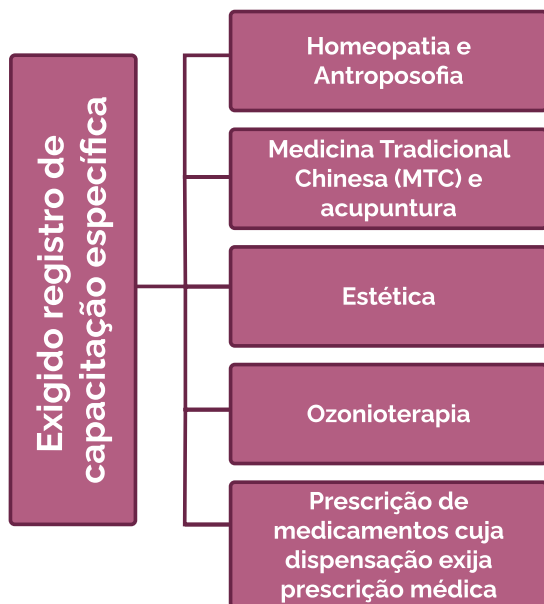 Exigido registro de
capacitação específica
Homeopatia e
Antroposofia
Medicina Tradicional
Chinesa (MTC) e
acupuntura
Estética
Ozonioterapia
Prescrição de
medicamentos cuja
dispensação exija
prescrição médica